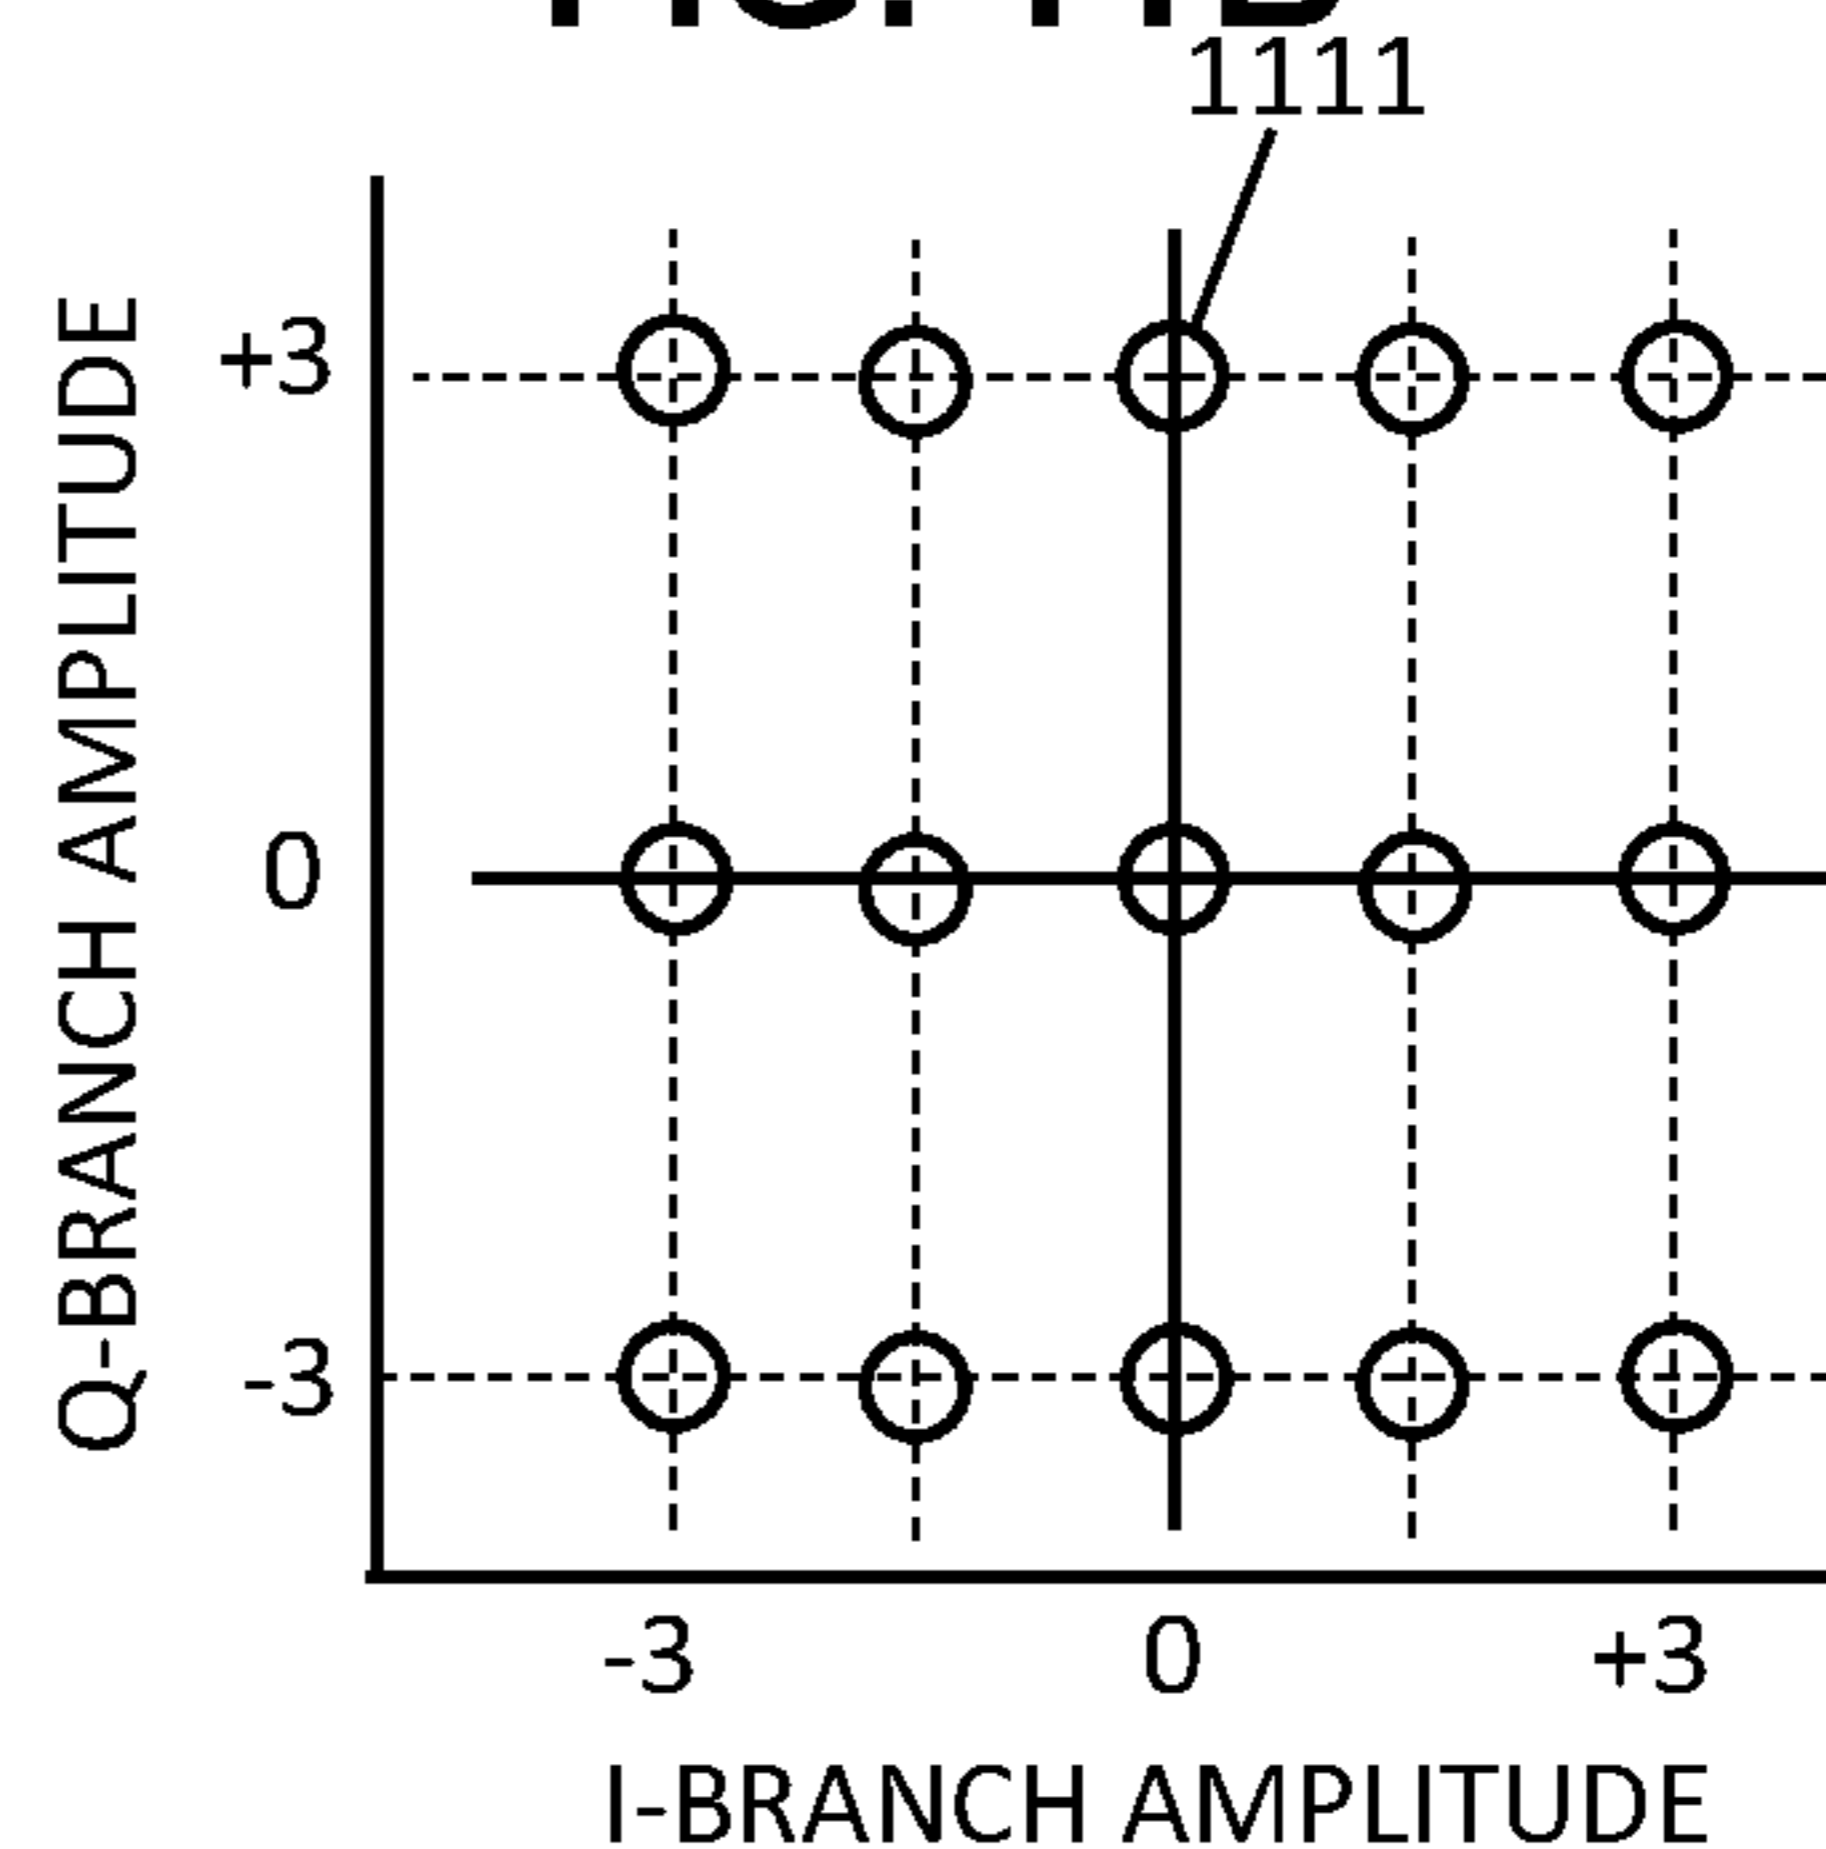 1111
Q-BRANCH AMPLITUDE
+3
0
-3
-3 0 +3
I-BRANCH AMPLITUDE